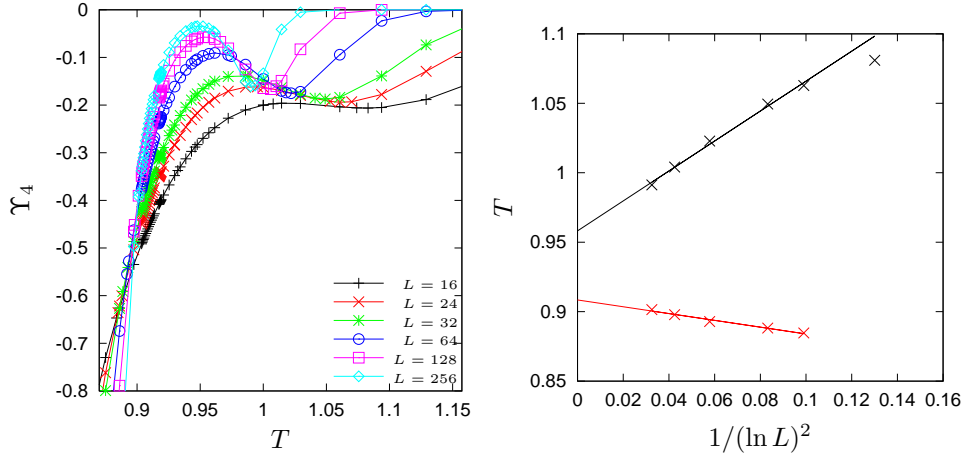 0
-0.1
-0.2
-0.3
-0.4
-0.5
-0.6
-0.7
-0.8
Υ₄
0.9 0.95 1 1.05 1.1 1.15
T
L = 16
L = 24
L = 32
L = 64
L = 128
L = 256
1.1
1.05
1
0.95
0.9
0.85
T
0 0.02 0.04 0.06 0.08 0.10 0.12 0.14 0.16
1/(ln L)²